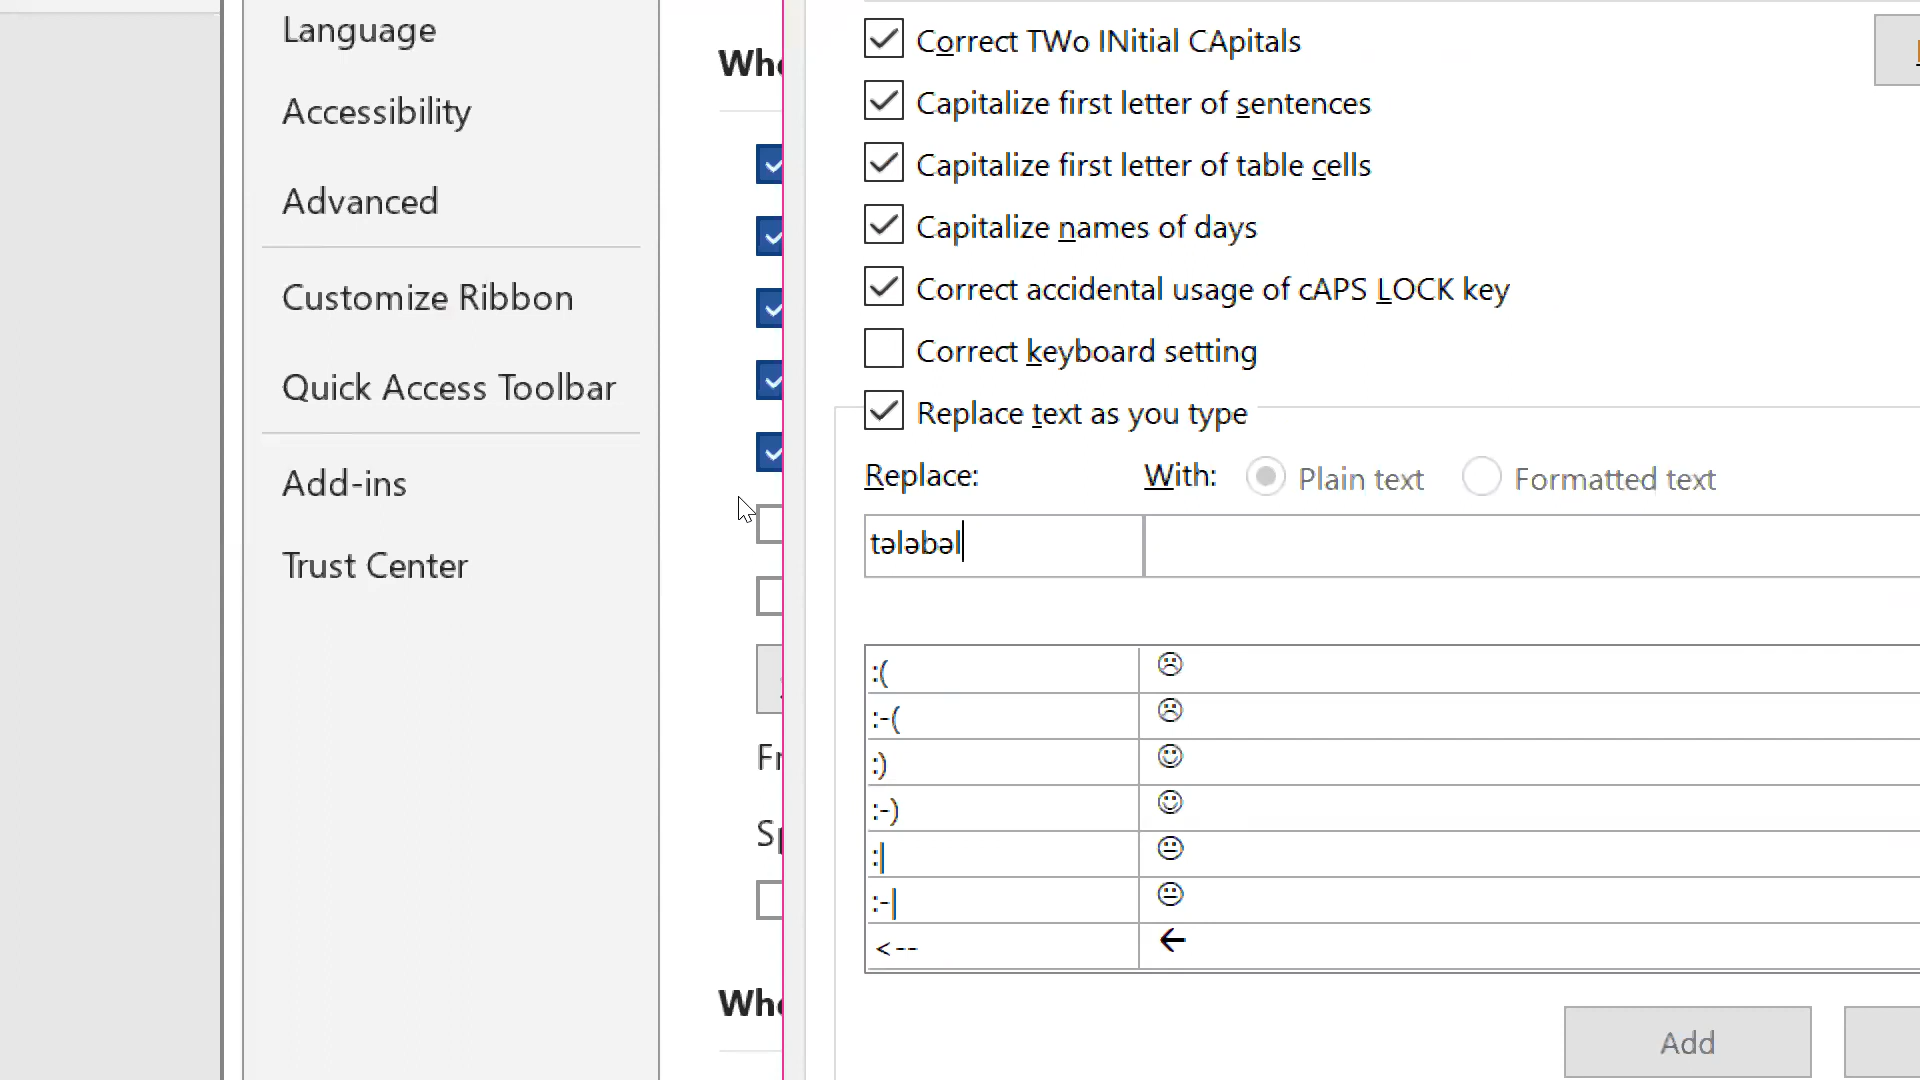 Language
Accessibility
Advanced
Customize Ribbon
Quick Access Toolbar
Add-ins
Trust Center
Correct TWo INitial CApitals
Capitalize first letter of sentences
Capitalize first letter of table cells
Capitalize names of days
Correct accidental usage of cAPS LOCK key
Correct keyboard setting
Replace text as you type
Replace: With: Plain text Formatted text
tələbəl
:( ☹
:-( ☹
:) ☺
:-) ☺
:| 😐
:-| 😐
<-- ←
Add